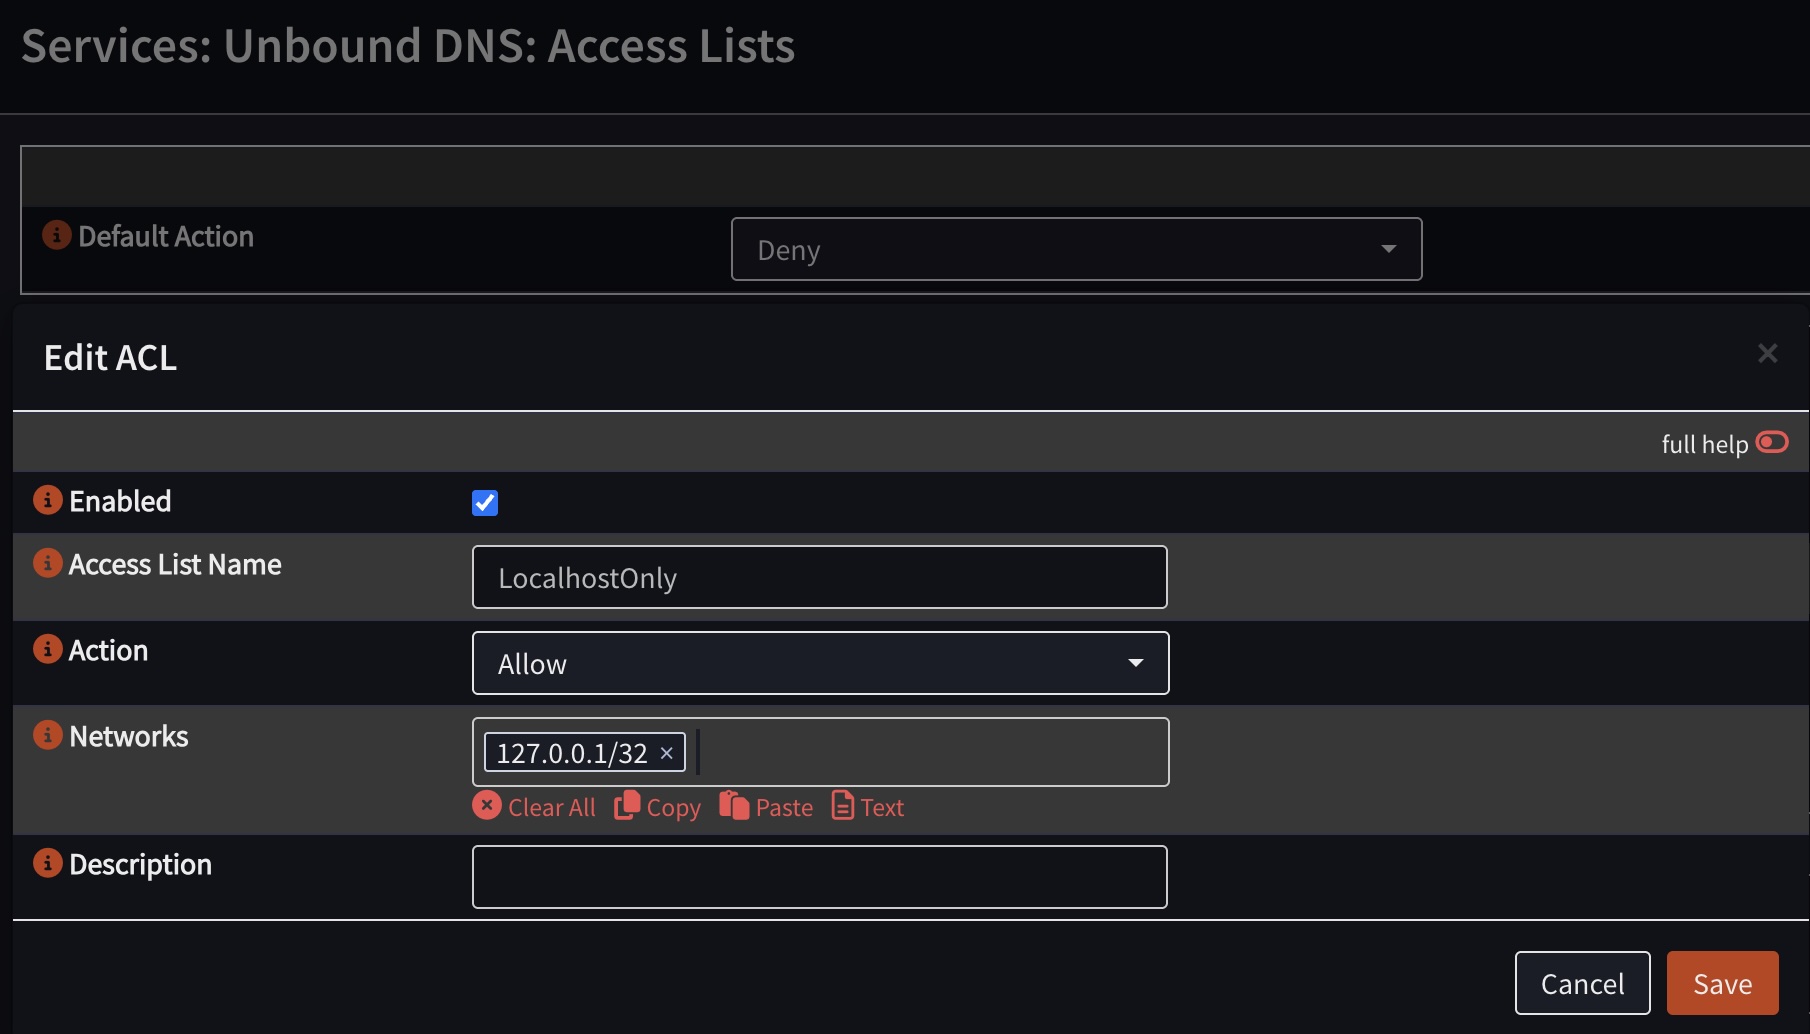 Services: Unbound DNS: Access Lists
Default Action
Deny
Edit ACL
×
full help
Enabled
Access List Name
LocalhostOnly
Action
Allow
Networks
127.0.0.1/32 ×
Clear All Copy Paste Text
Description
Cancel Save